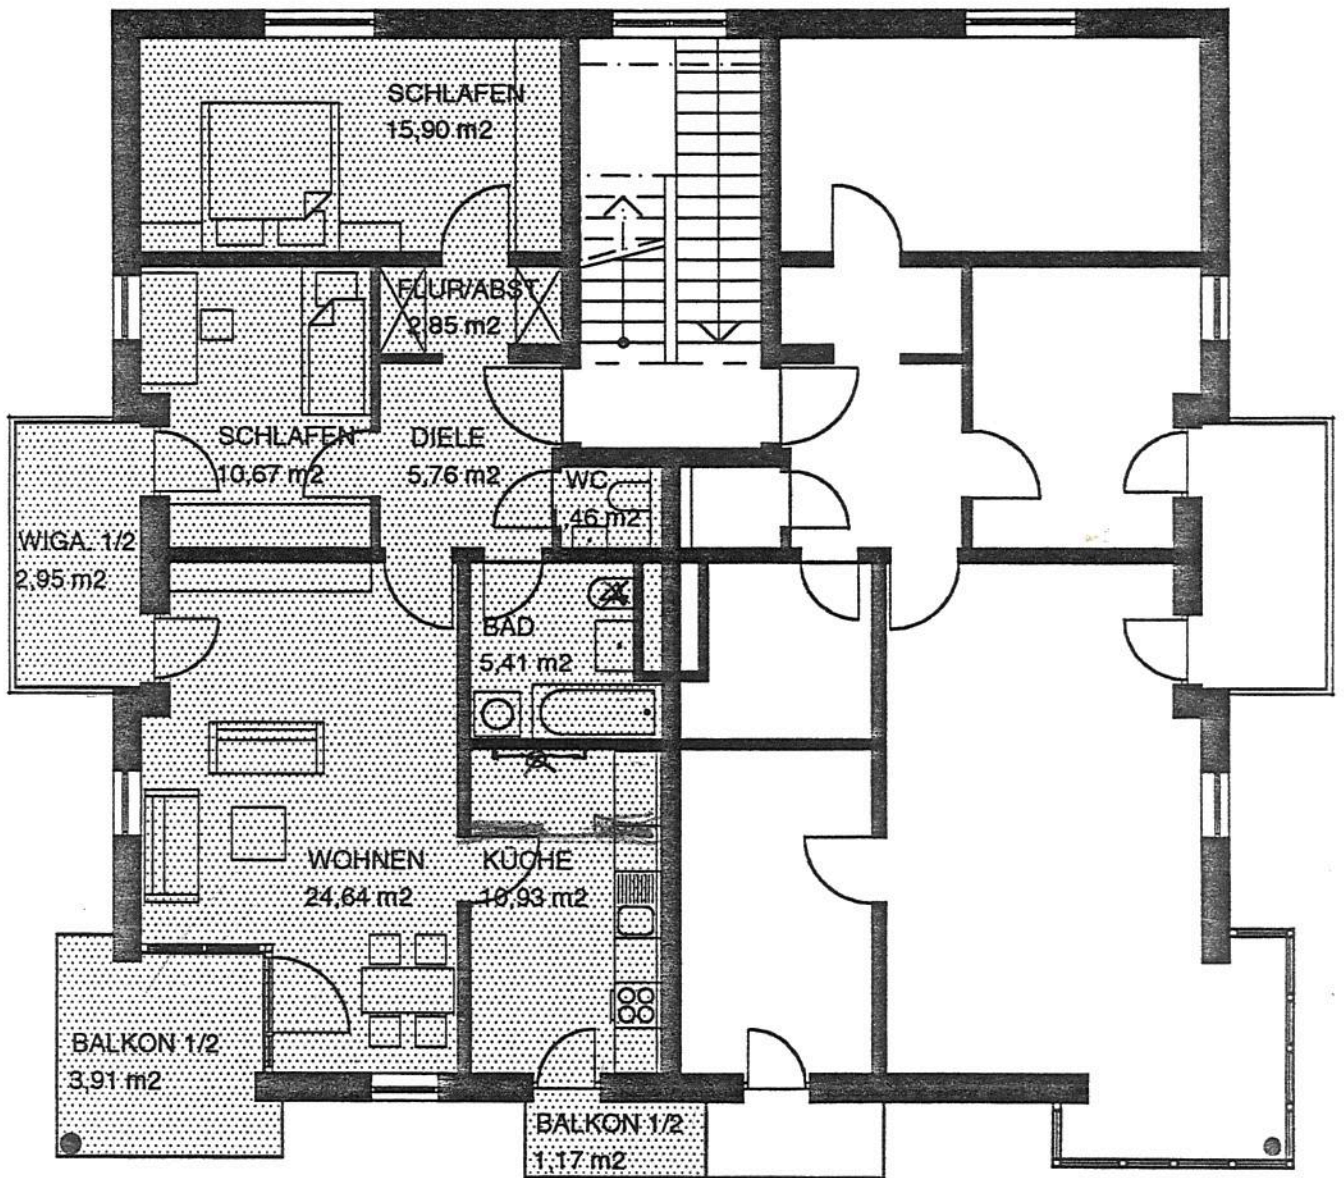 SCHLAFEN
15,90 m2
FLUR/ABST
2,85 m2
SCHLAFEN
10,67 m2
DIELE
5,76 m2
WC
1,46 m2
WIGA. 1/2
2,95 m2
BAD
5,41 m2
WOHNEN
24,64 m2
KÜCHE
10,93 m2
BALKON 1/2
3,91 m2
BALKON 1/2
1,17 m2